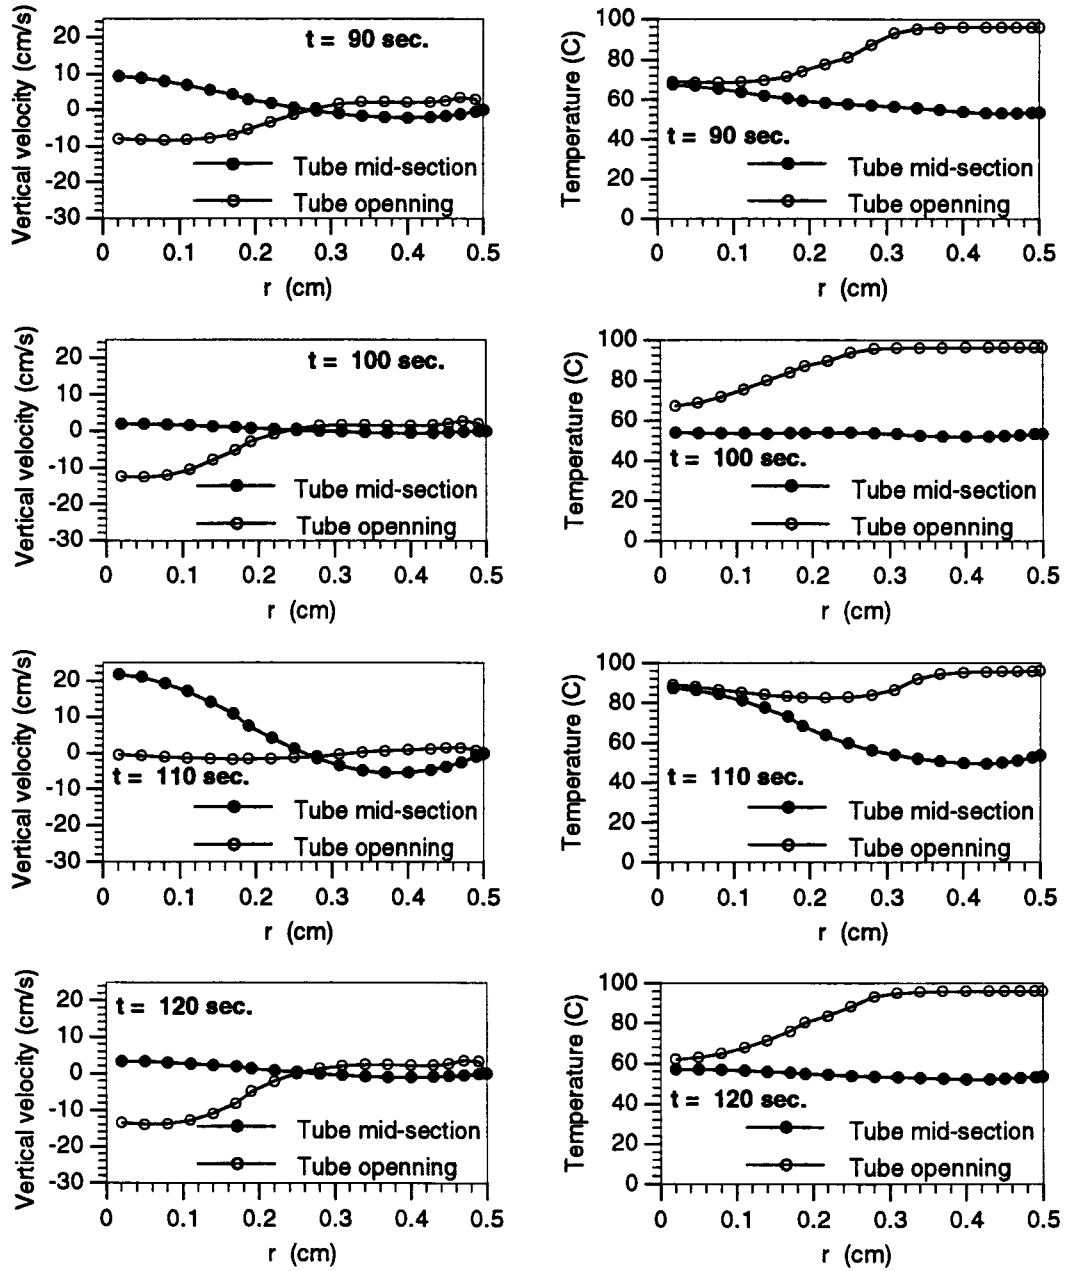 Vertical velocity (cm/s)
20
10
0
-10
-20
-30
t = 90 sec.
Tube mid-section
Tube openning
0 0.1 0.2 0.3 0.4 0.5
r (cm)
Temperature (C)
100
80
60
40
20
0
t = 90 sec.
Tube mid-section
Tube openning
0 0.1 0.2 0.3 0.4 0.5
r (cm)
Vertical velocity (cm/s)
20
10
0
-10
-20
-30
t = 100 sec.
Tube mid-section
Tube openning
0 0.1 0.2 0.3 0.4 0.5
r (cm)
Temperature (C)
100
80
60
40
20
0
t = 100 sec.
Tube mid-section
Tube openning
0 0.1 0.2 0.3 0.4 0.5
r (cm)
Vertical velocity (cm/s)
20
10
0
-10
-20
-30
t = 110 sec.
Tube mid-section
Tube openning
0 0.1 0.2 0.3 0.4 0.5
r (cm)
Temperature (C)
100
80
60
40
20
0
t = 110 sec.
Tube mid-section
Tube openning
0 0.1 0.2 0.3 0.4 0.5
r (cm)
Vertical velocity (cm/s)
20
10
0
-10
-20
-30
t = 120 sec.
Tube mid-section
Tube openning
0 0.1 0.2 0.3 0.4 0.5
r (cm)
Temperature (C)
100
80
60
40
20
0
t = 120 sec.
Tube mid-section
Tube openning
0 0.1 0.2 0.3 0.4 0.5
r (cm)